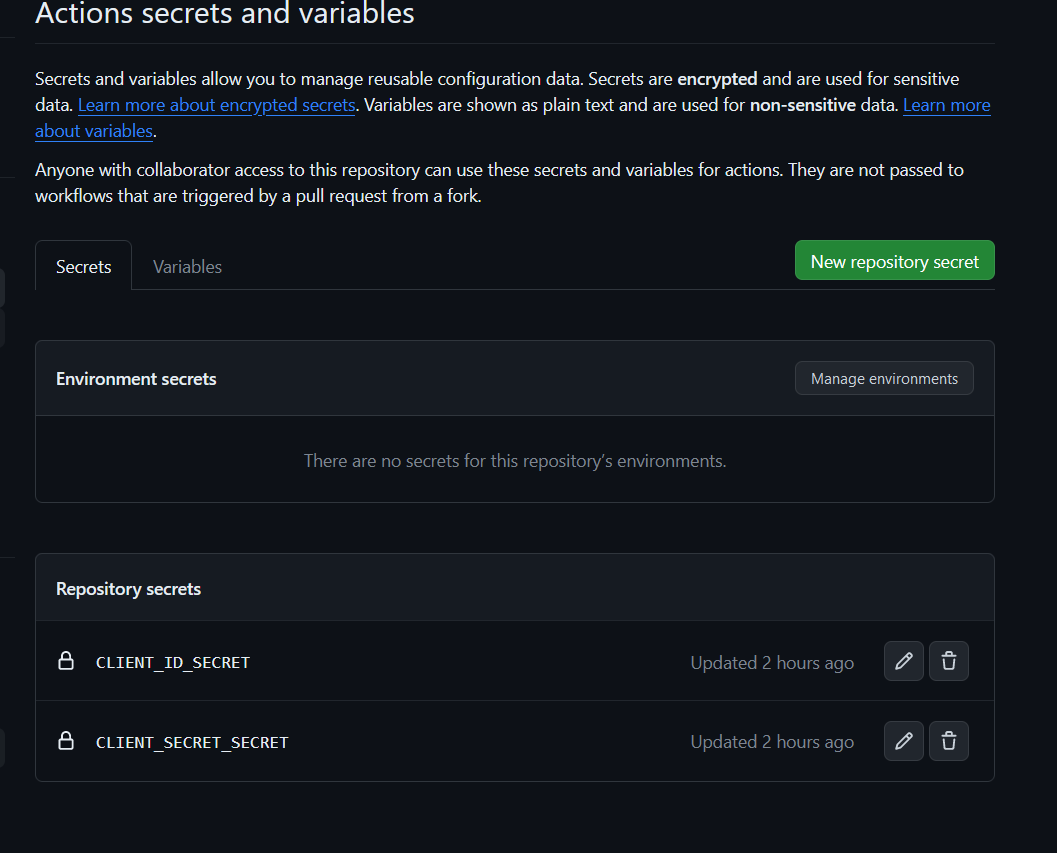 Actions secrets and variables
Secrets and variables allow you to manage reusable configuration data. Secrets are encrypted and are used for sensitive
data. Learn more about encrypted secrets. Variables are shown as plain text and are used for non-sensitive data. Learn more
about variables.
Anyone with collaborator access to this repository can use these secrets and variables for actions. They are not passed to
workflows that are triggered by a pull request from a fork.
Secrets Variables New repository secret
Environment secrets Manage environments
There are no secrets for this repository's environments.
Repository secrets
CLIENT_ID_SECRET Updated 2 hours ago
CLIENT_SECRET_SECRET Updated 2 hours ago